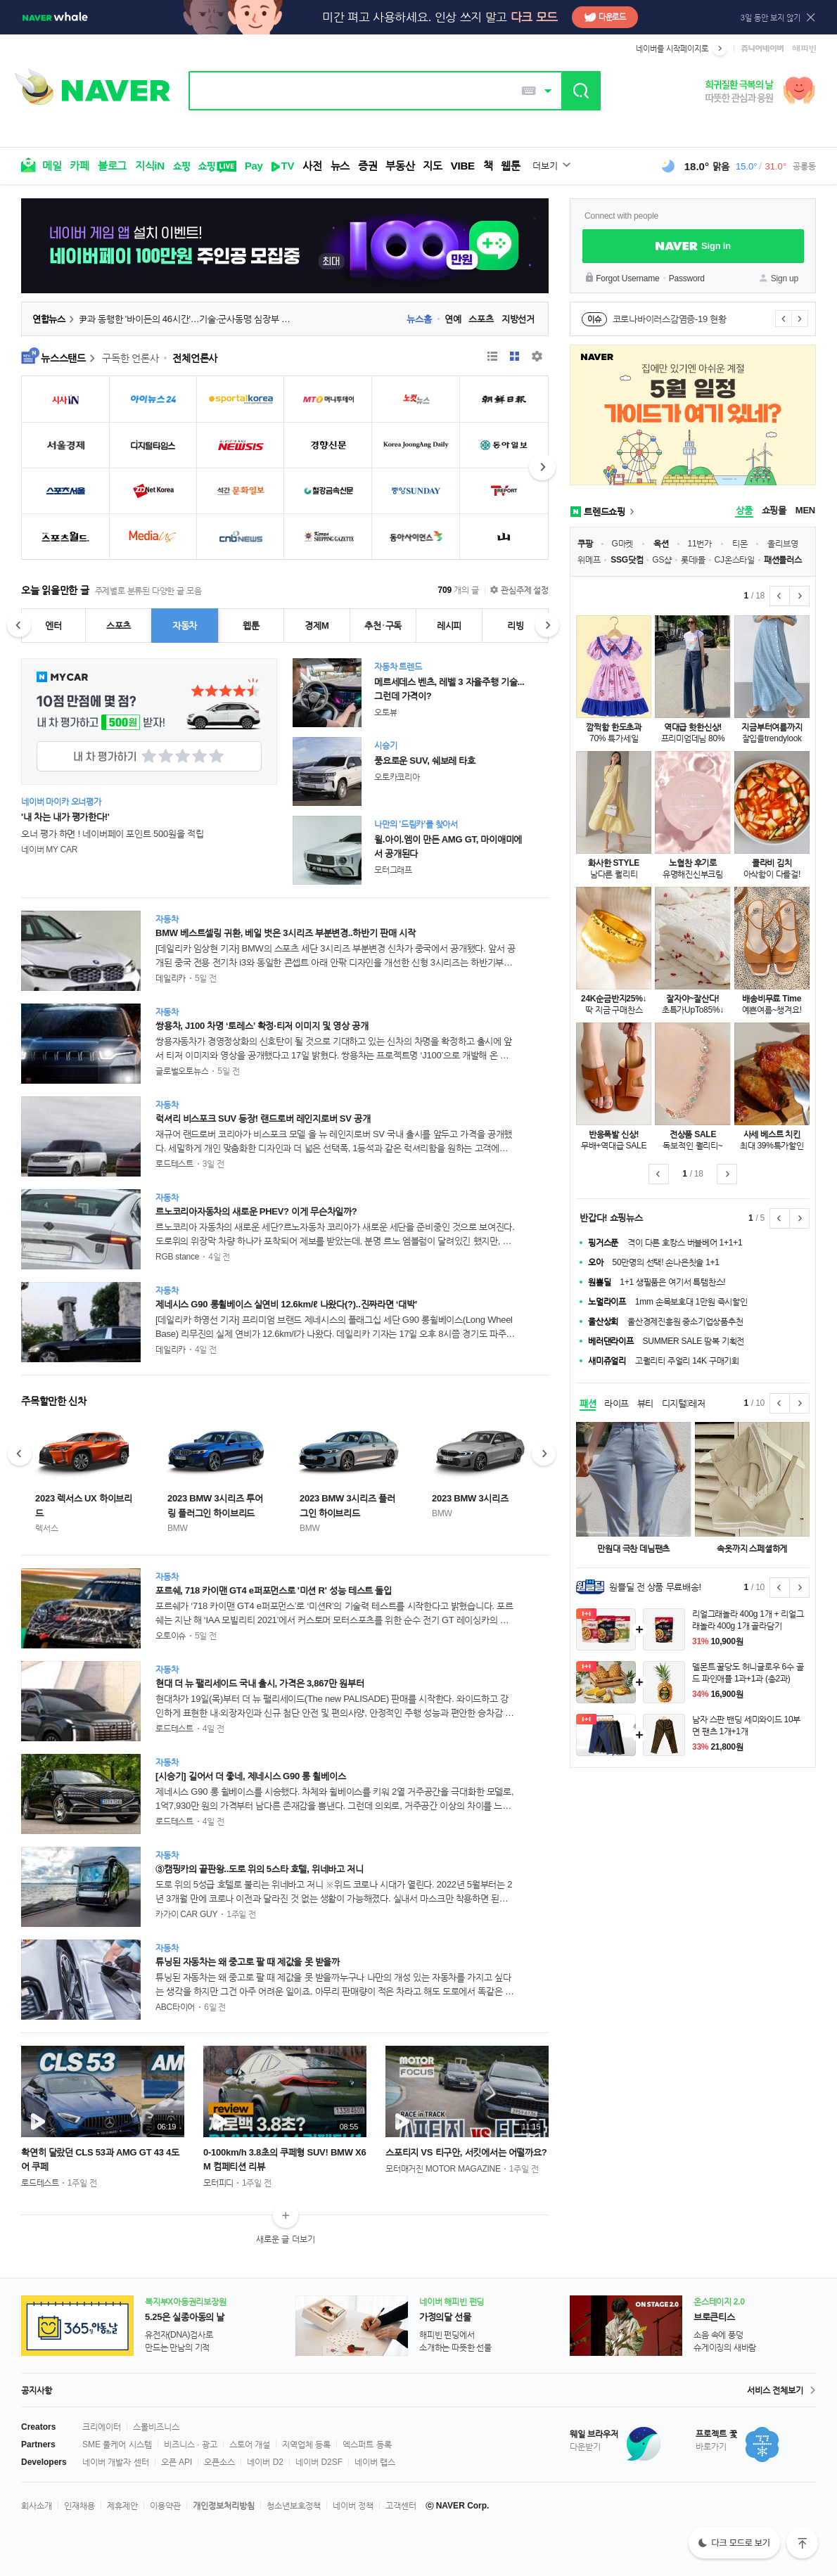 NAVER whale
미간 펴고 사용하세요. 인상 쓰지 말고 다크 모드
다운로드
3일 동안 보지 않기
네이버를 시작페이지로
쥬니어네이버 해피빈
NAVER
희귀질환 극복의 날
따뜻한 관심과 응원
메일 카페 블로그 지식iN 쇼핑 쇼핑LIVE Pay TV 사전 뉴스 증권 부동산 지도 VIBE 책 웹툰 더보기
18.0° 맑음 15.0° / 31.0° 공릉동
네이버 게임 앱 설치 이벤트!
네이버페이 100만원 주인공 모집중
최대 100 만원
Connect with people
NAVER Sign in
Forgot Username · Password
Sign up
연합뉴스 > 尹과 동행한 '바이든의 46시간'…기술·군사동맹 심장부 …
뉴스홈 · 연예 스포츠 지방선거
이슈 코로나바이러스감염증-19 현황
뉴스스탠드 > 구독한 언론사 · 전체언론사
시사IN
아이뉴스24
sportalkorea
MT 머니투데이
노컷뉴스
朝鮮日報
서울경제
디지털타임스
NEWSIS
경향신문
Korea JoongAng Daily
동아일보
스포츠서울
Net Korea
석간 문화일보
철강금속신문
중앙SUNDAY
TV REPORT
스포츠월드
Media US
CNB NEWS
Korea SHIPPING GAZETTE
동아사이언스
NAVER
집에만 있기엔 아쉬운 계절
5월 일정
가이드가 여기 있네?
트렌드쇼핑 >
상품 쇼핑몰 MEN
쿠팡 · G마켓 · 옥션 · 11번가 · 티몬 · 올리브영
위메프 · SSG닷컴 · GS샵 · 롯데몰 · CJ온스타일 · 패션플러스
1 / 18
깜찍함 한도초과
70% 특가세일
역대급 핫한신상!
프리미엄데님 80%
지금부터여름까지
잘입룰trendylook
화사한 STYLE
남다른 퀄리티
노협찬 후기로
유명해진신부크림
콜라비 김치
아삭함이 다를걸!
24K순금반지25%↓
딱 지금 구매찬스
잘자야~잘산다!
초특가UpTo85%↓
배송비무료 Time
예쁜여름~챙겨요!
반응폭발 신상!
무배+역대급 SALE
전상품 SALE
독보적인 퀄리티~
사세 베스트 치킨
최대 39%특가할인
1 / 18
오늘 읽을만한 글 주제별로 분류된 다양한 글 모음
709 개의 글
관심주제 설정
엔터 스포츠 자동차 웹툰 경제M 추천·구독 레시피 리빙
N MYCAR
10점 만점에 몇 점?
내 차 평가하고 500원 받자!
내 차 평가하기
네이버 마이카 오너평가
'내 차는 내가 평가한다!'
오너 평가 하면 ! 네이버페이 포인트 500원을 적립
네이버 MY CAR
자동차 트렌드
메르세데스 벤츠, 레벨 3 자율주행 기술...
그런데 가격이?
오토뷰
시승기
풍요로운 SUV, 쉐보레 타호
오토카코리아
나만의 '드림카'를 찾아서
윌.아이.엠이 만든 AMG GT, 마이애미에
서 공개된다
모터그래프
자동차
BMW 베스트셀링 귀환, 베일 벗은 3시리즈 부분변경..하반기 판매 시작
[데일리카 임상현 기자] BMW의 스포츠 세단 3시리즈 부분변경 신차가 중국에서 공개됐다. 앞서 공
개된 중국 전용 전기차 i3와 동일한 콘셉트 아래 안팎 디자인을 개선한 신형 3시리즈는 하반기부…
데일리카 · 5일 전
자동차
쌍용차, J100 차명 '토레스' 확정·티저 이미지 및 영상 공개
쌍용자동차가 경영정상화의 신호탄이 될 것으로 기대하고 있는 신차의 차명을 확정하고 출시에 앞
서 티저 이미지와 영상을 공개했다고 17일 밝혔다. 쌍용차는 프로젝트명 'J100'으로 개발해 온 …
글로벌오토뉴스 · 5일 전
자동차
럭셔리 비스포크 SUV 등장! 랜드로버 레인지로버 SV 공개
재규어 랜드로버 코리아가 비스포크 모델 올 뉴 레인지로버 SV 국내 출시를 앞두고 가격을 공개했
다. 세밀하게 개인 맞춤화한 디자인과 더 넓은 선택폭, 1등석과 같은 럭셔리함을 원하는 고객에…
로드테스트 · 3일 전
자동차
르노코리아자동차의 새로운 PHEV? 이게 무슨차일까?
르노코리아 자동차의 새로운 세단?르노자동차 코리아가 새로운 세단을 준비중인 것으로 보여진다.
도로위의 위장막 차량 하나가 포착되어 제보를 받았는데, 분명 르노 엠블럼이 달려있긴 했지만, …
RGB stance · 4일 전
자동차
제네시스 G90 롱휠베이스 실연비 12.6km/ℓ 나왔다(?)..진짜라면 '대박'
[데일리카 하영선 기자] 프리미엄 브랜드 제네시스의 플래그십 세단 G90 롱휠베이스(Long Wheel
Base) 리무진의 실제 연비가 12.6km/ℓ가 나왔다. 데일리카 기자는 17일 오후 8시쯤 경기도 파주…
데일리카 · 4일 전
반갑다! 쇼핑뉴스
1 / 5
핑거스푼 격이 다른 호캉스 버블베어 1+1+1
오아 50만명의 선택! 손나은칫솔 1+1
원쁠딜 1+1 생필품은 여기서 특템찬스!
노멀라이프 1mm 손목보호대 1만원 즉시할인
울산상회 울산경제진흥원 중소기업상품추천
베러댄라이프 SUMMER SALE 땀복 기획전
새미쥬얼리 고퀄리티 주얼리 14K 구매기회
패션 라이프 뷰티 디지털|레저
1 / 10
만원대 극찬 데님팬츠
속옷까지 스페셜하게
원쁠딜 원쁠딜 전 상품 무료배송!
1 / 10
1+1
리얼그래놀라 400g 1개 + 리얼그
래놀라 400g 1개 골라담기
31% 10,900원
1+1
델몬트 꿀당도 허니글로우 6수 골
드 파인애플 1과+1과 (총2과)
34% 16,900원
1+1
남자 스판 밴딩 세미와이드 10부
면 팬츠 1개+1개
33% 21,800원
주목할만한 신차
2023 렉서스 UX 하이브리
드
렉서스
2023 BMW 3시리즈 투어
링 플러그인 하이브리드
BMW
2023 BMW 3시리즈 플러
그인 하이브리드
BMW
2023 BMW 3시리즈
BMW
자동차
포르쉐, 718 카이맨 GT4 e퍼포먼스로 '미션 R' 성능 테스트 돌입
포르쉐가 '718 카이맨 GT4 e퍼포먼스'로 '미션R'의 기술력 테스트를 시작한다고 밝혔습니다. 포르
쉐는 지난 해 'IAA 모빌리티 2021'에서 커스토머 모터스포츠를 위한 순수 전기 GT 레이싱카의 …
오토이슈 · 5일 전
자동차
현대 더 뉴 팰리세이드 국내 출시, 가격은 3,867만 원부터
현대차가 19일(목)부터 더 뉴 팰리세이드(The new PALISADE) 판매를 시작한다. 와이드하고 강
인하게 표현한 내·외장자인과 신규 첨단 안전 및 편의사양, 안정적인 주행 성능과 편안한 승차감 …
로드테스트 · 4일 전
자동차
[시승기] 길어서 더 좋네, 제네시스 G90 롱 휠베이스
제네시스 G90 롱 휠베이스를 시승했다. 차체와 휠베이스를 키워 2열 거주공간을 극대화한 모델로,
1억7,930만 원의 가격부터 남다른 존재감을 뽐낸다. 그런데 의외로, 거주공간 이상의 차이를 느…
로드테스트 · 4일 전
자동차
③캠핑카의 끝판왕..도로 위의 5스타 호텔, 위네바고 저니
도로 위의 5성급 호텔로 불리는 위네바고 저니 ※위드 코로나 시대가 열린다. 2022년 5월부터는 2
년 3개월 만에 코로나 이전과 달라진 것 없는 생활이 가능해졌다. 실내서 마스크만 착용하면 된…
카가이 CAR GUY · 1주일 전
자동차
튜닝된 자동차는 왜 중고로 팔 때 제값을 못 받을까
튜닝된 자동차는 왜 중고로 팔 때 제값을 못 받을까누구나 나만의 개성 있는 자동차를 가지고 싶다
는 생각을 하지만 그건 아주 어려운 일이죠. 아무리 판매량이 적은 차라고 해도 도로에서 똑같은 …
ABC타이어 · 6일 전
CLS 53 AM
06:19
review
가로백 3.8초?
08:55
MOTOR FOCUS
RACE in TRACK
스포티지 VS 티구
11:15
확연히 달랐던 CLS 53과 AMG GT 43 4도
어 쿠페
로드테스트 · 1주일 전
0-100km/h 3.8초의 쿠페형 SUV! BMW X6
M 컴페티션 리뷰
모터피디 · 1주일 전
스포티지 VS 티구안, 서킷에서는 어떨까요?
모터매거진 MOTOR MAGAZINE · 1주일 전
새로운 글 더보기
365 아동날
복지부X아동권리보장원
5.25은 실종아동의 날
유전자(DNA)검사로
만드는 만남의 기적
네이버 해피빈 펀딩
가정의달 선물
해피빈 펀딩에서
소개하는 따뜻한 선물
ON STAGE 2.0
온스테이지 2.0
브로큰티스
소음 속에 풍덩
슈게이징의 새바람
공지사항
서비스 전체보기 >
Creators 크리에이터 스몰비즈니스
Partners SME 풀케어 시스템 비즈니스 · 광고 스토어 개설 지역업체 등록 엑스퍼트 등록
Developers 네이버 개발자 센터 오픈 API 오픈소스 네이버 D2 네이버 D2SF 네이버 랩스
웨일 브라우저
다운받기
프로젝트 꽃
바로가기
회사소개 인재채용 제휴제안 이용약관 개인정보처리방침 청소년보호정책 네이버 정책 고객센터 ⓒ NAVER Corp.
다크 모드로 보기